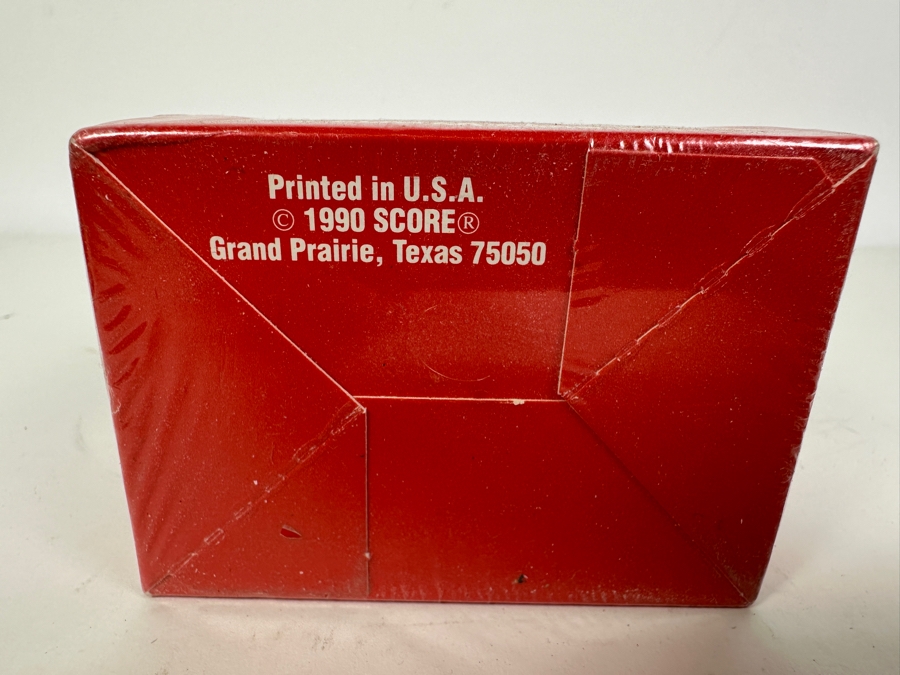 Printed in U.S.A.
© 1990 SCORE®
Grand Prairie, Texas 75050